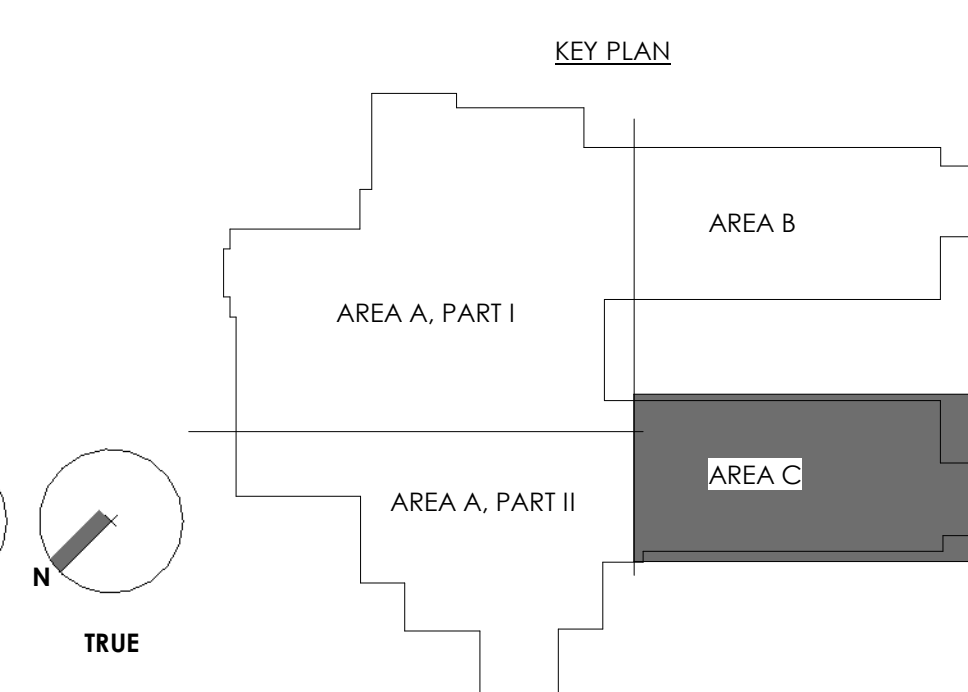 KEY PLAN
AREA B
AREA A, PART I
AREA C
AREA A, PART II
N
TRUE